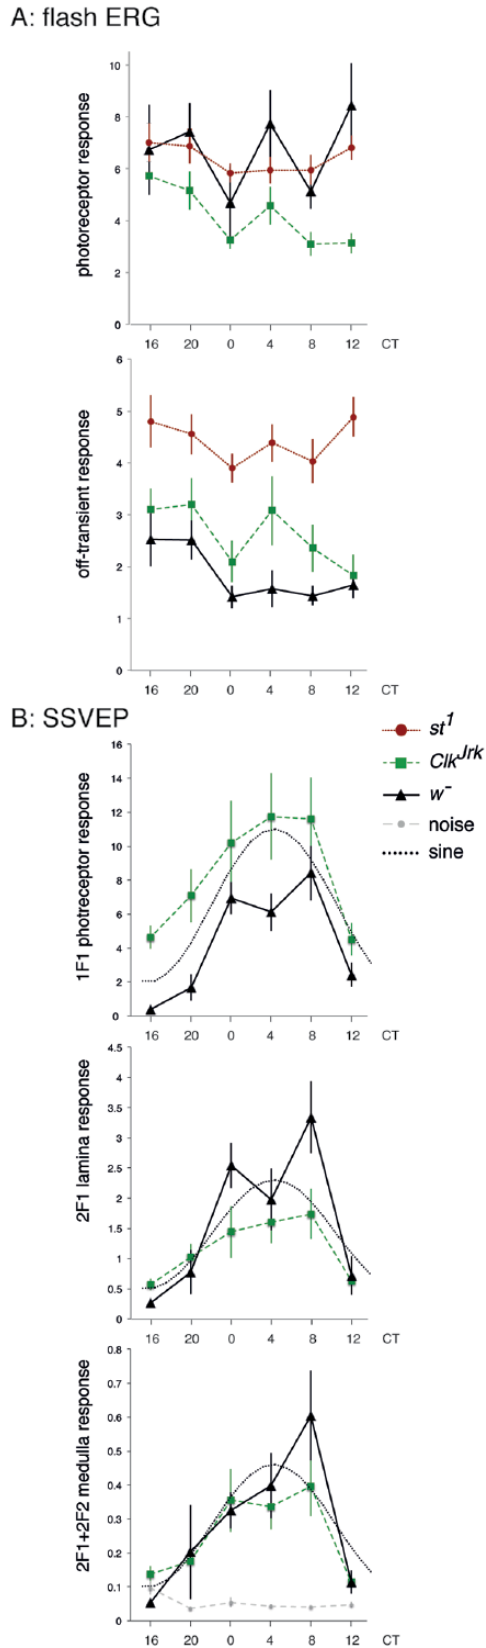 A: flash ERG
photoreceptor response
10
8
6
4
2
0
16 20 0 4 8 12 CT
off-transient response
6
5
4
3
2
1
0
16 20 0 4 8 12 CT
B: SSVEP
st1
ClkJrk
w-
noise
sine
1F1 photreceptor response
16
14
12
10
8
6
4
2
0
16 20 0 4 8 12 CT
2F1 lamina response
4.5
4
3.5
3
2.5
2
1.5
1
0.5
0
16 20 0 4 8 12 CT
2F1+2F2 medulla response
0.8
0.7
0.6
0.5
0.4
0.3
0.2
0.1
0
16 20 0 4 8 12 CT